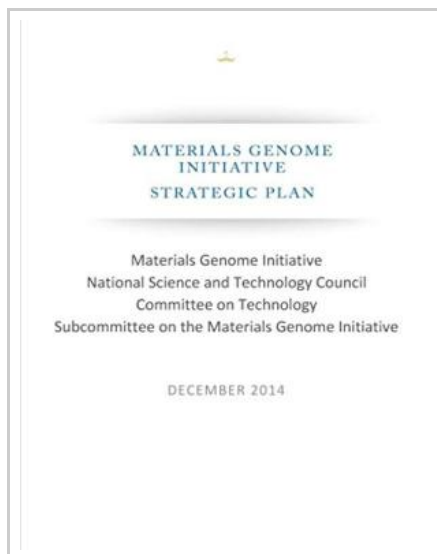 MATERIALS GENOME
INITIATIVE
STRATEGIC PLAN
Materials Genome Initiative
National Science and Technology Council
Committee on Technology
Subcommittee on the Materials Genome Initiative
DECEMBER 2014